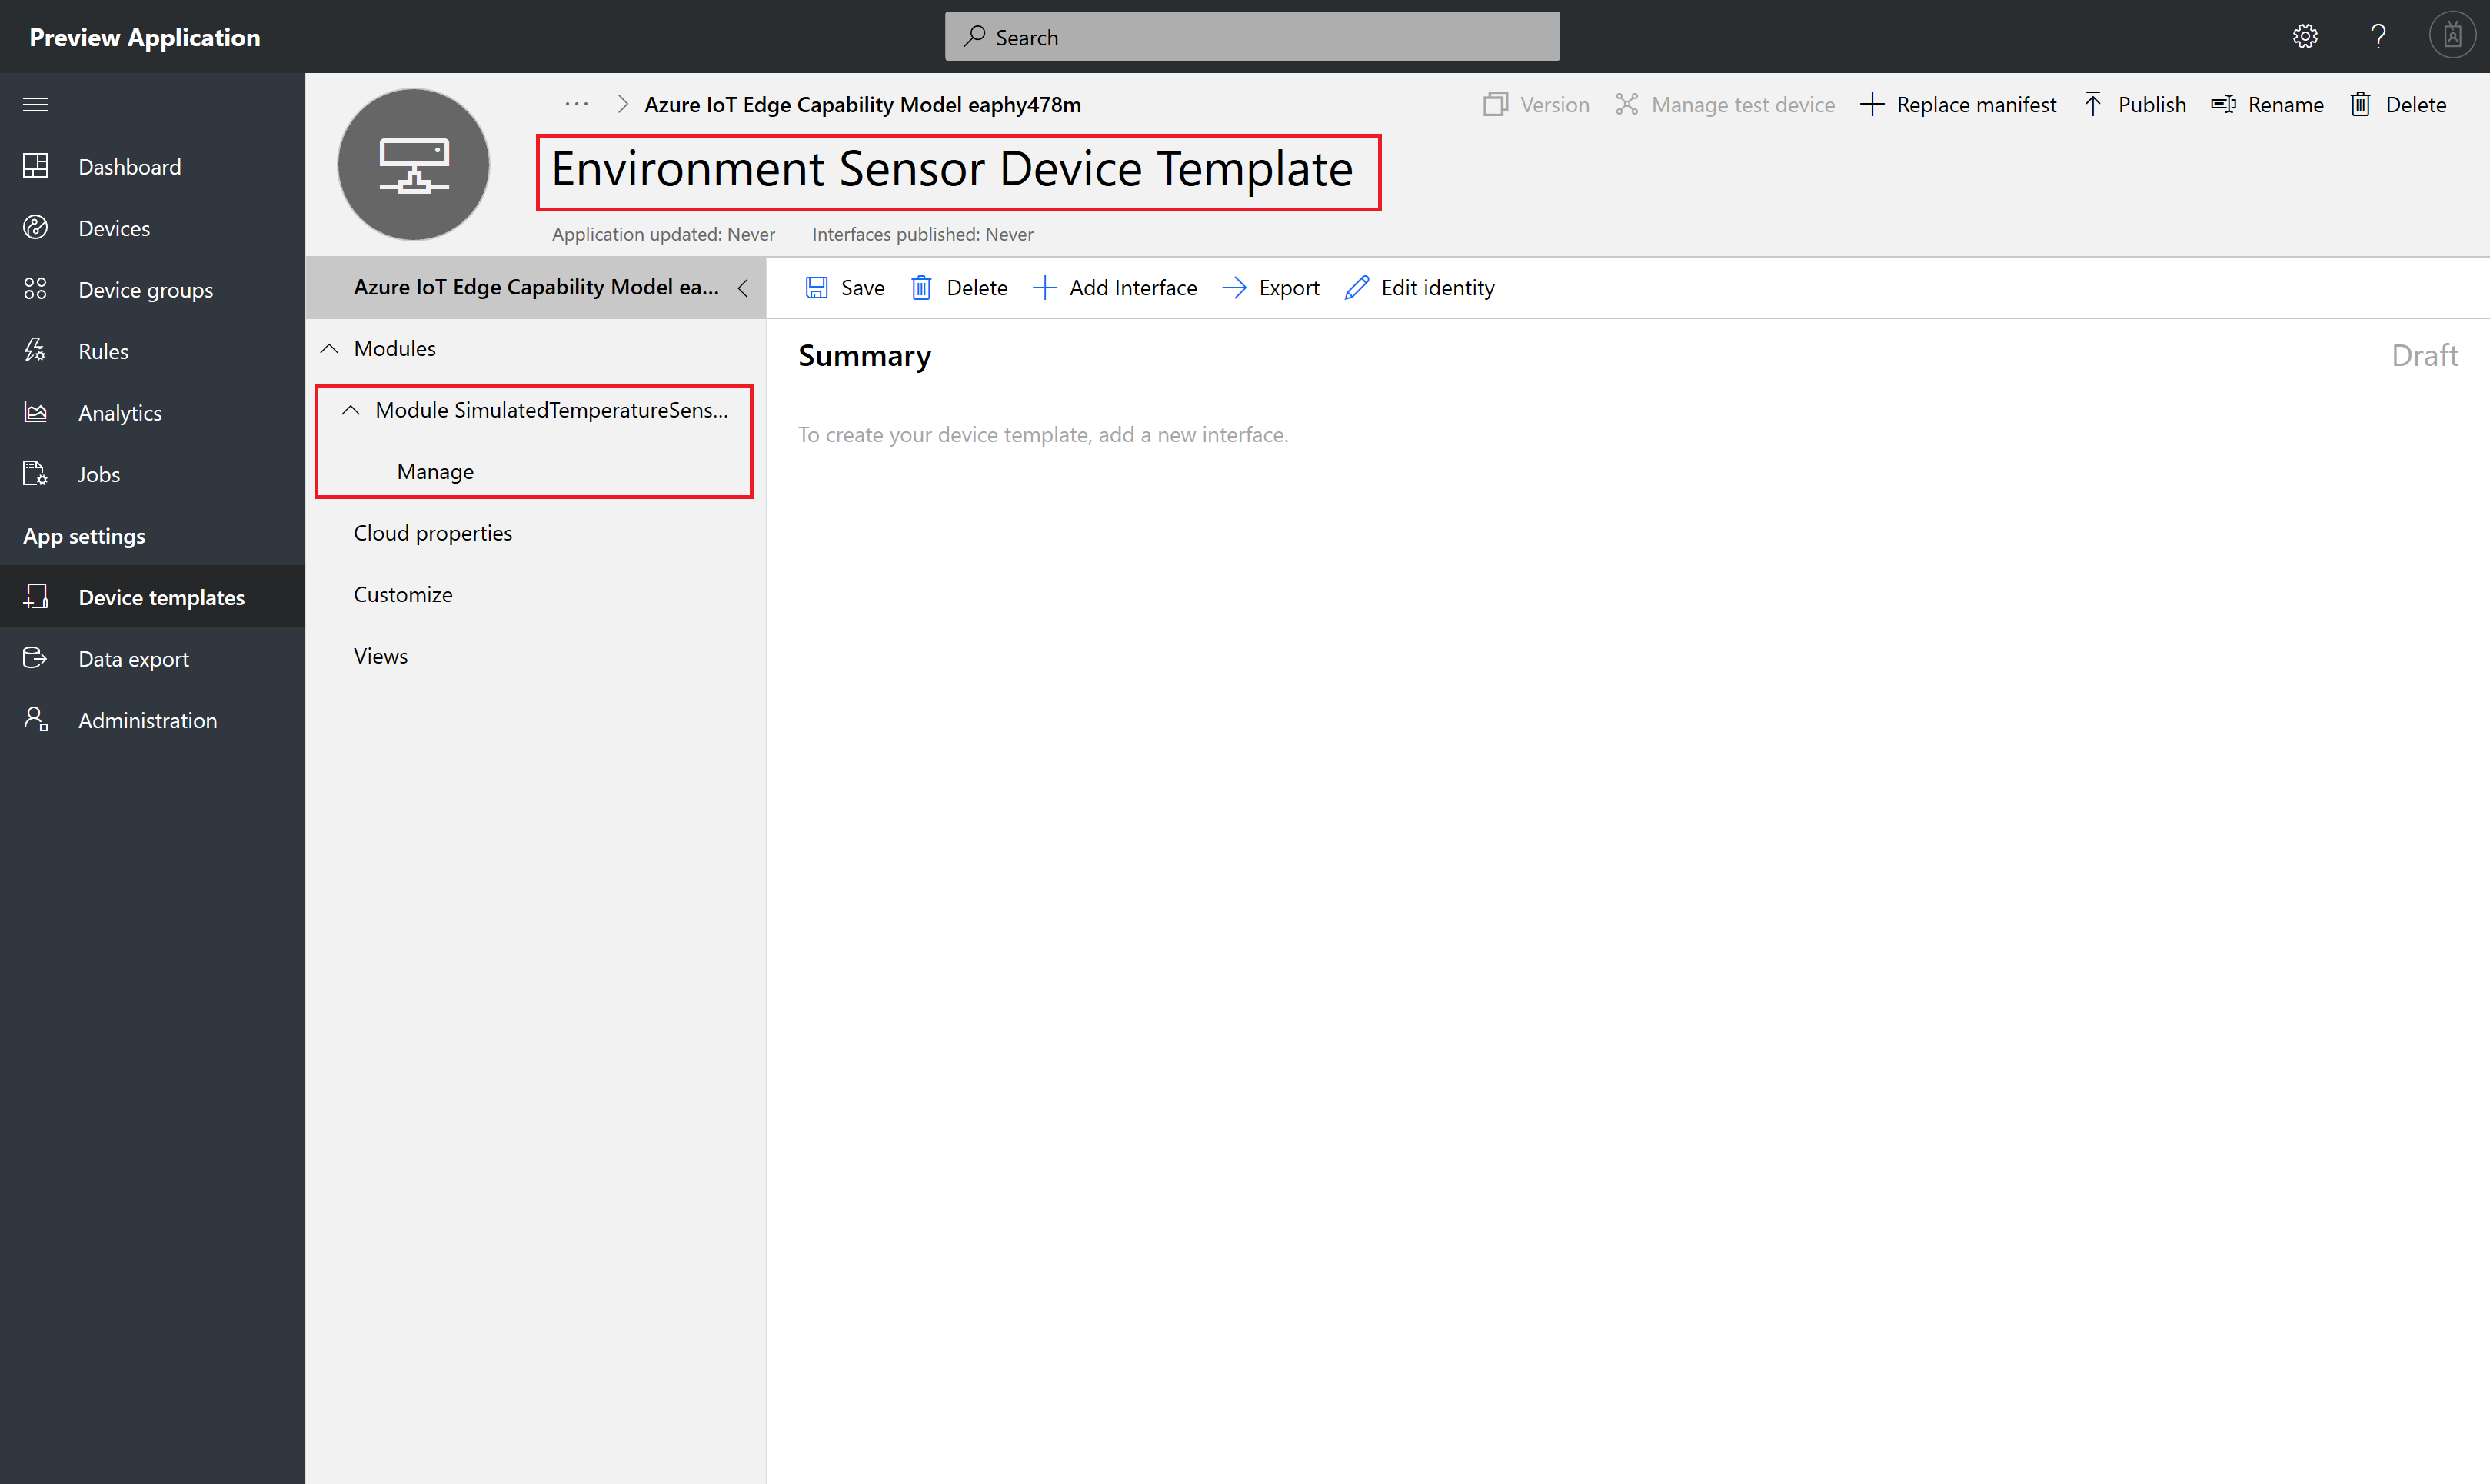 Preview Application
Search
Dashboard
Devices
Device groups
Rules
Analytics
Jobs
App settings
Device templates
Data export
Administration
··· > Azure IoT Edge Capability Model eaphy478m
Version Manage test device Replace manifest Publish Rename Delete
Environment Sensor Device Template
Application updated: Never Interfaces published: Never
Azure IoT Edge Capability Model ea...
Modules
Module SimulatedTemperatureSens...
Manage
Cloud properties
Customize
Views
Save Delete Add Interface Export Edit identity
Summary
Draft
To create your device template, add a new interface.